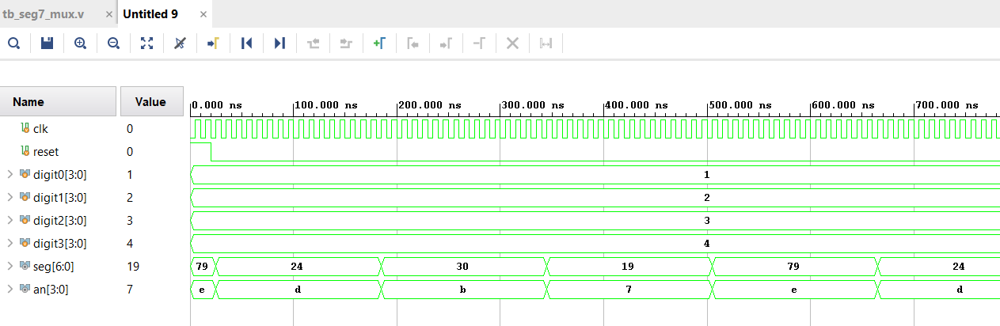 tb_seg7_mux.v × Untitled 9 ×
Name Value
0.000 ns 100.000 ns 200.000 ns 300.000 ns 400.000 ns 500.000 ns 600.000 ns 700.000 ns
clk 0
reset 0
digit0[3:0] 1 1
digit1[3:0] 2 2
digit2[3:0] 3 3
digit3[3:0] 4 4
seg[6:0] 19 79 24 30 19 79 24
an[3:0] 7 e d b 7 e d